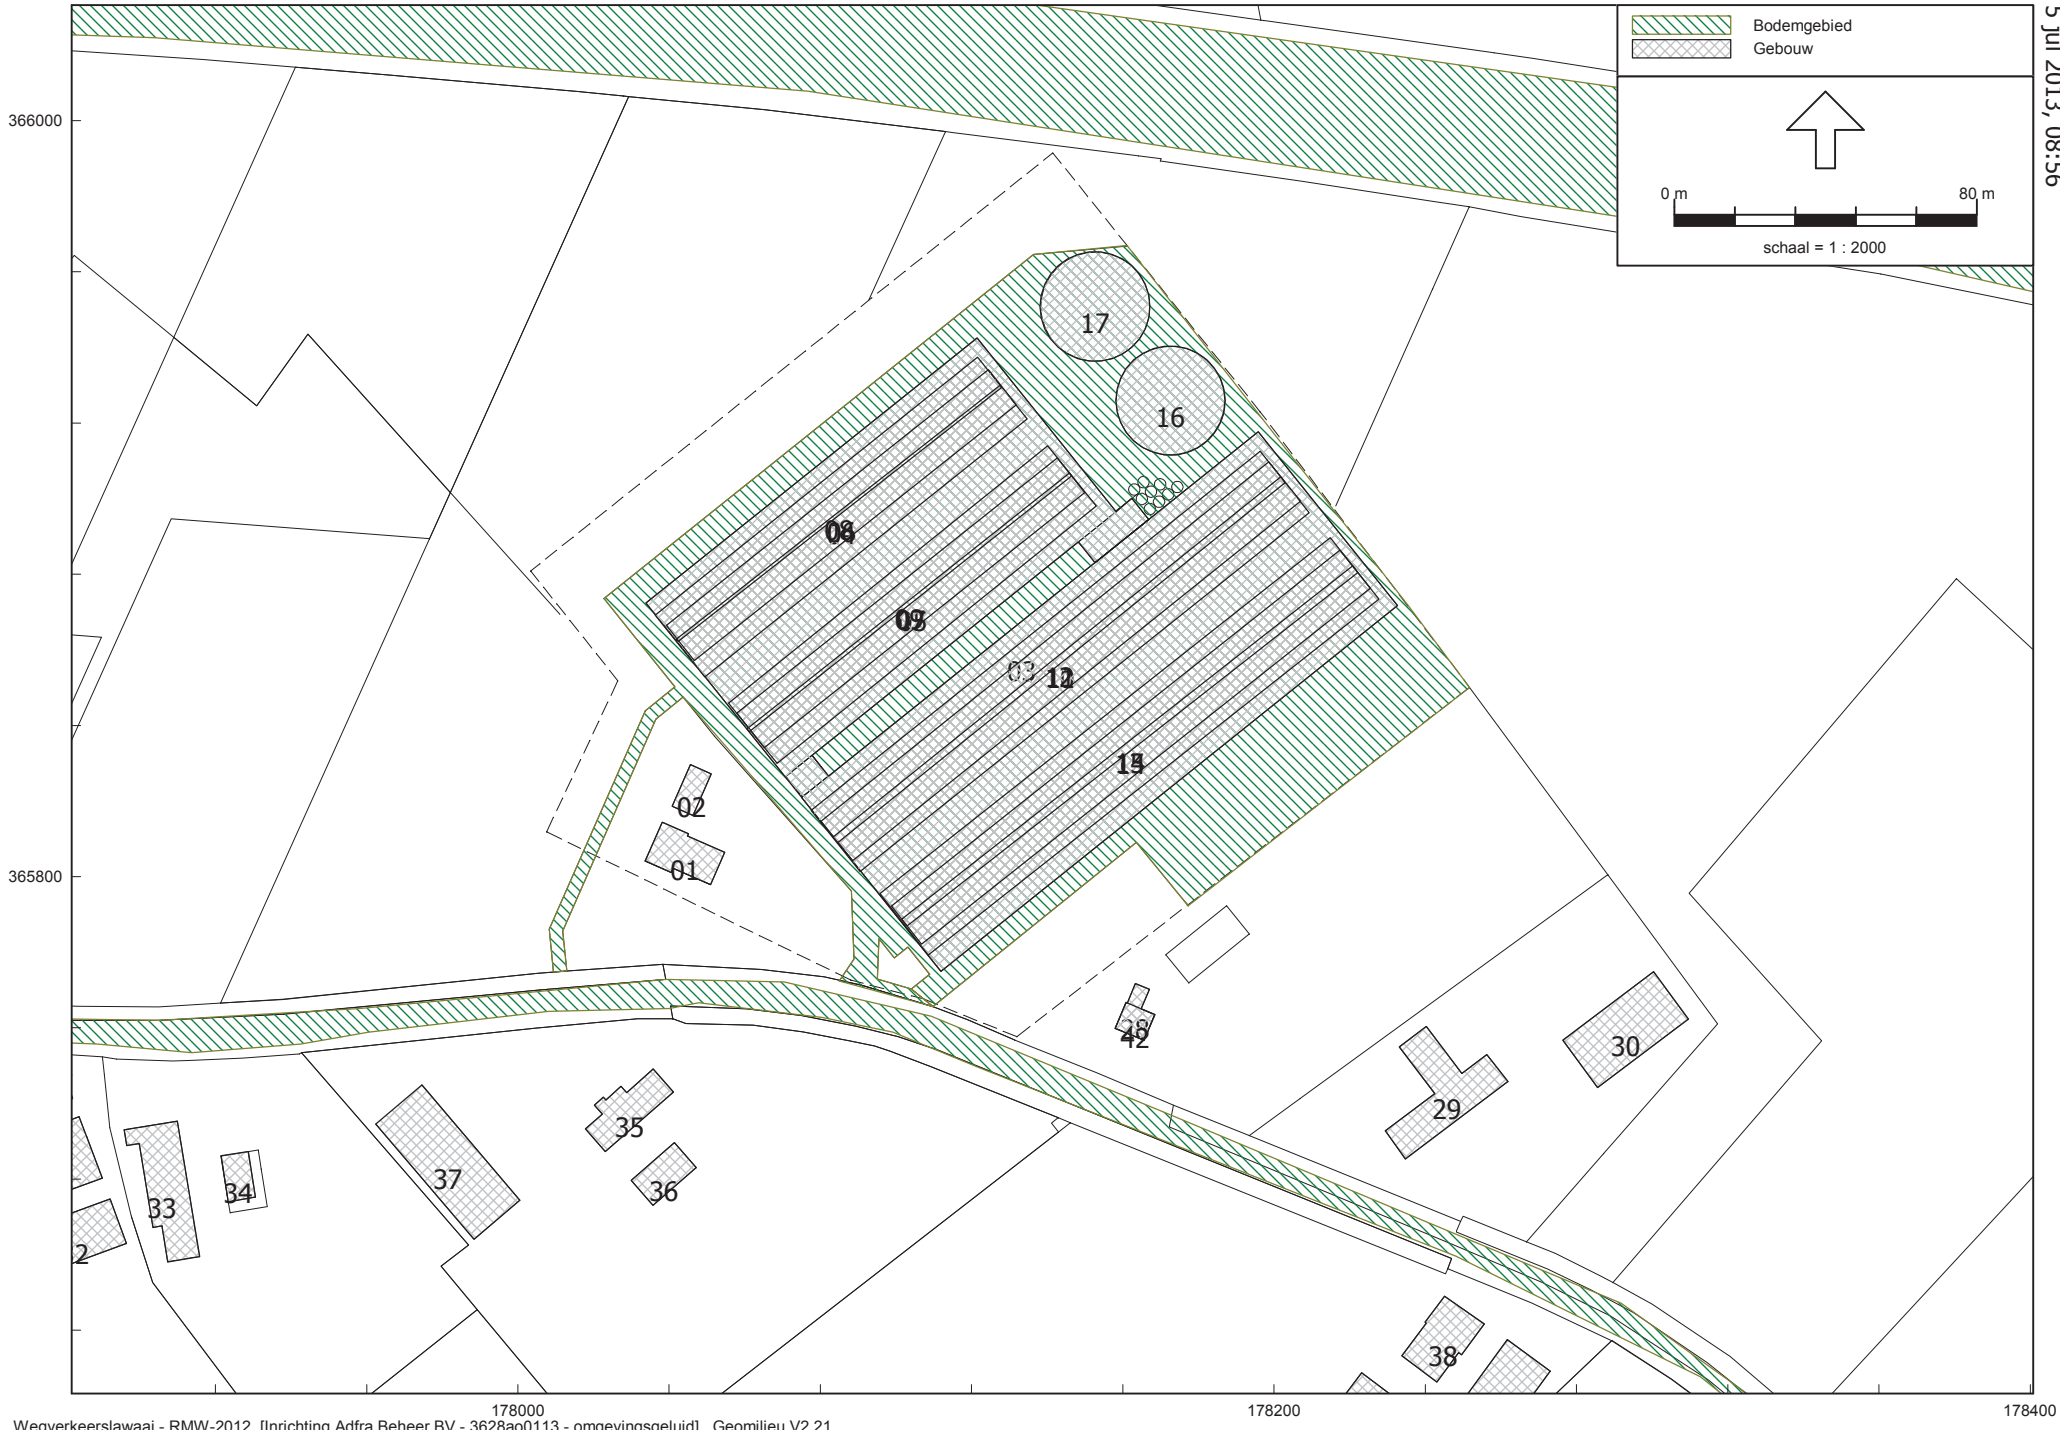 Bodemgebied
Gebouw
5 jul 2013, 08:56
0 m 80 m
schaal = 1 : 2000
366000
365800
17
16
03
02
01
28
42
30
29
35
37
36
34
33
2
38
178000 178200 178400
Wegverkeerslawaai - RMW-2012, [Inrichting Adfra Beheer BV - 3628ao0113 - omgevingsgeluid] , Geomilieu V2.21